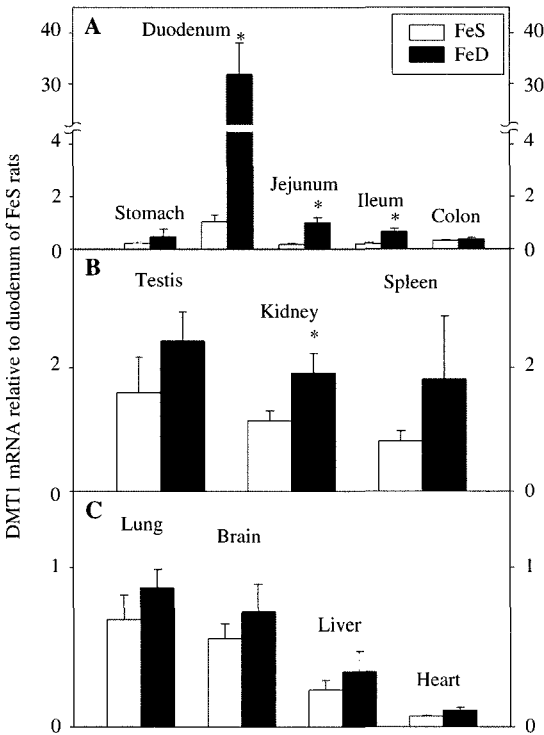 DMT1 mRNA relative to duodenum of FeS rats
A
FeS
FeD
40
30
4
2
0
40
30
4
2
0
Duodenum
*
Stomach
Jejunum
*
Ileum
*
Colon
B
2
0
2
0
Testis
Kidney
*
Spleen
C
1
0
1
0
Lung
Brain
Liver
Heart